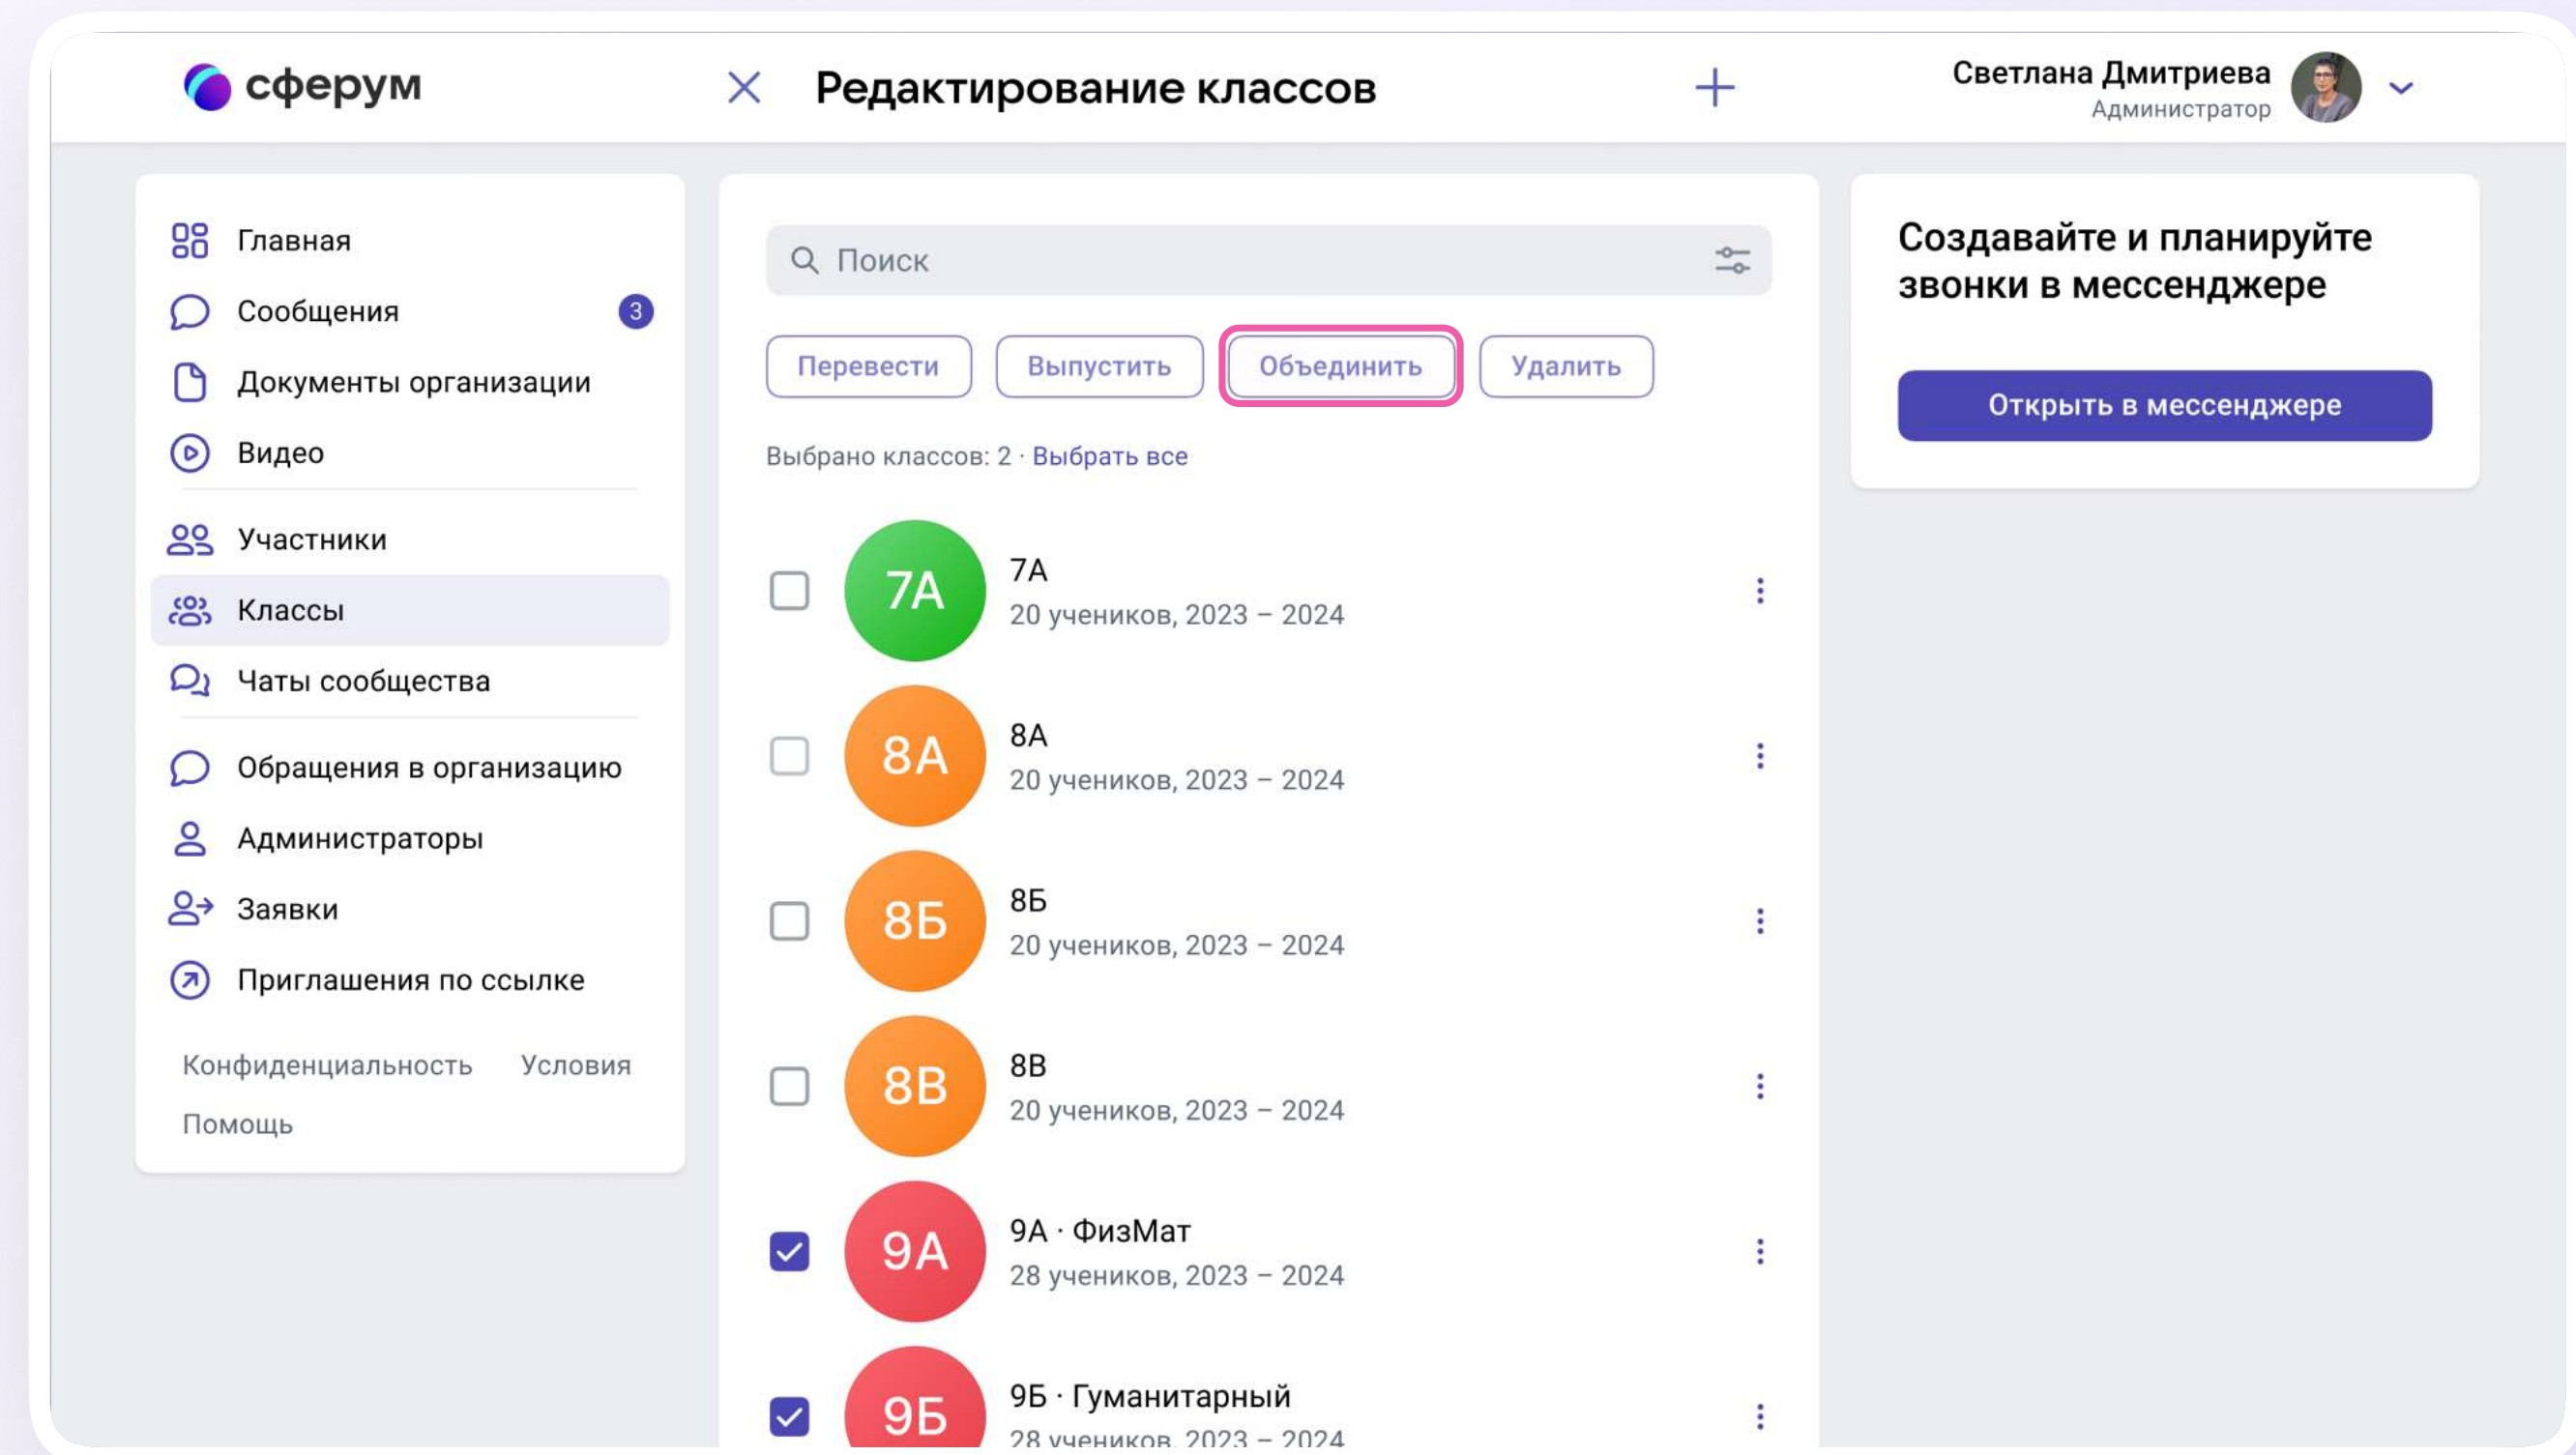 сферум
Редактирование классов
Светлана Дмитриева
Администратор
Главная
Сообщения
3
Документы организации
Видео
Участники
Классы
Чаты сообщества
Обращения в организацию
Администраторы
Заявки
Приглашения по ссылке
Конфиденциальность Условия
Помощь
Поиск
Перевести Выпустить Объединить Удалить
Выбрано классов: 2 · Выбрать все
7А
7А
20 учеников, 2023 – 2024
8А
8А
20 учеников, 2023 – 2024
8Б
8Б
20 учеников, 2023 – 2024
8В
8В
20 учеников, 2023 – 2024
9А
9А · ФизМат
28 учеников, 2023 – 2024
9Б
9Б · Гуманитарный
28 учеников, 2023 – 2024
Создавайте и планируйте
звонки в мессенджере
Открыть в мессенджере